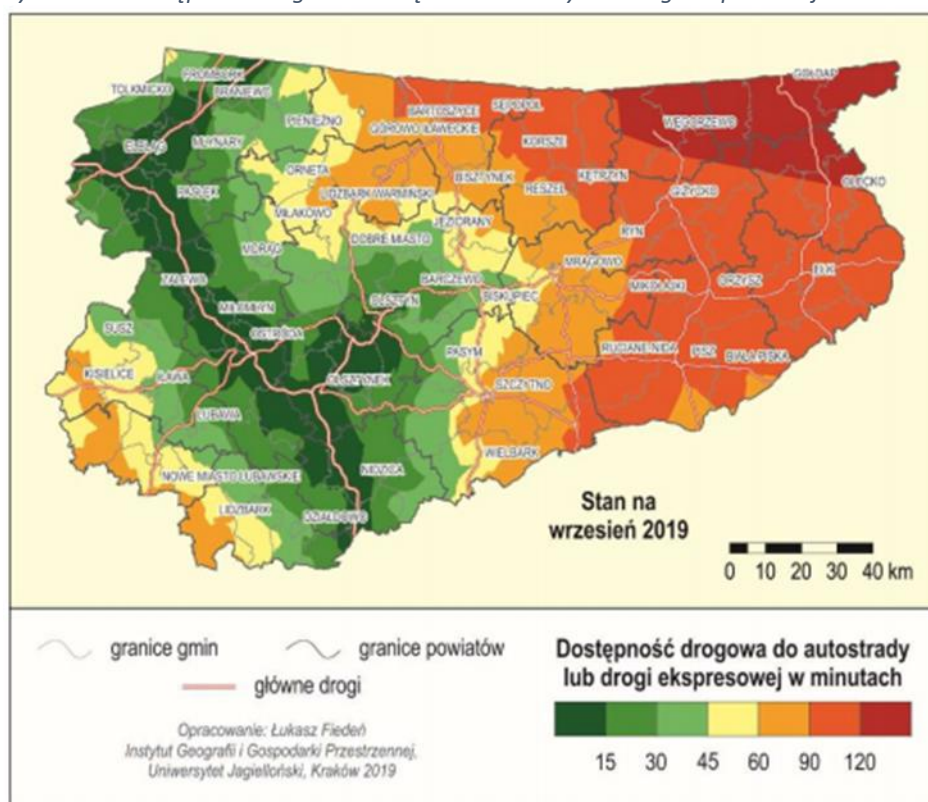 FROMBORK
GOŁDAP
TOLKMICKO
BRANIEWO
BARTOSZYCE
SĘPOPOL
PIENIĘŻNO
GÓROWO IŁAWECKIE
WĘGORZEWO
ELBLĄG
MŁYNARY
KORSZE
ORNETA
BISZTYNEK
KĘTRZYN
OLECKO
PASŁĘK
LIDZBARK WARMIŃSKI
RESZEL
GIŻYCKO
MIŁAKOWO
JEZIORANY
RYN
MORĄG
DOBRE MIASTO
MRĄGOWO
EŁK
ZALEWO
BARCZEWO
MIKOŁAJKI
ORZYSZ
MIŁOMŁYN
OLSZTYN
BISKUPIEC
SUSZ
OSTRÓDA
PASYM
RUCIANE-NIDA
PISZ
BIAŁA PISKA
KISIELICE
IŁAWA
OLSZTYNEK
SZCZYTNO
LUBAWA
WIELBARK
NOWE MIASTO LUBAWSKIE
NIDZICA
LIDZBARK
DZIAŁDOWO
Stan na
wrzesień 2019
0 10 20 30 40 km
granice gmin
granice powiatów
główne drogi
Opracowanie: Łukasz Fiedeń
Instytut Geografii i Gospodarki Przestrzennej,
Uniwersytet Jagielloński, Kraków 2019
Dostępność drogowa do autostrady
lub drogi ekspresowej w minutach
15 30 45 60 90 120